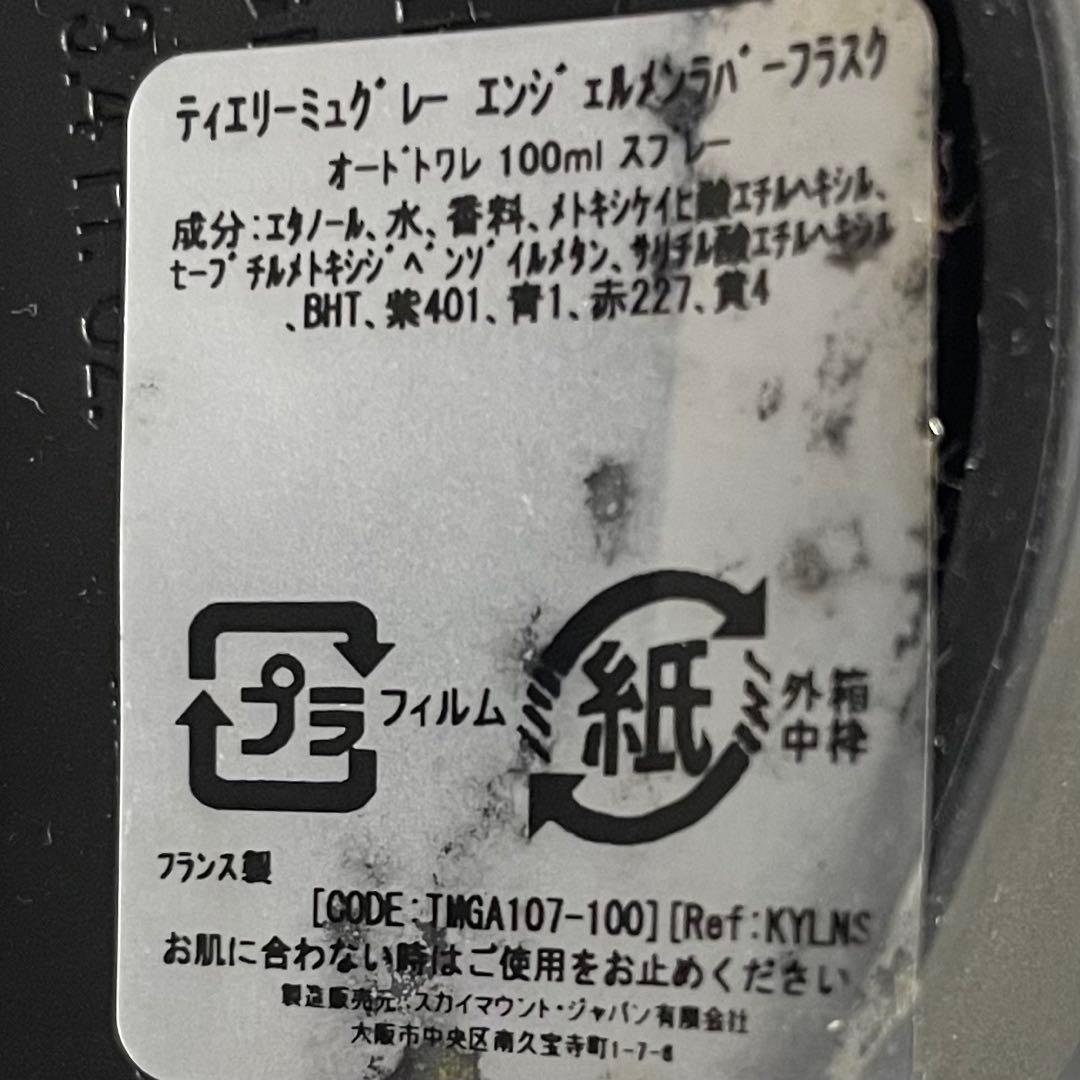 ティエリーミュグレー エンジェルメンラバーフラスク
オードトワレ 100ml スプレー
成分:エタノール、水、香料、メトキシケイヒ酸エチルヘキシル、
t-ブチルメトキシジベンゾイルメタン、サリチル酸エチルヘキシル
、BHT、紫401、青1、赤227、黄4
プラ
フィルム
紙
外箱
中枠
フランス製
[CODE:TMGA107-100][Ref:KYLNS
お肌に合わない時はご使用をお止めください
製造販売元:スカイマウント・ジャパン有限会社
大阪市中央区南久宝寺町1-7-8